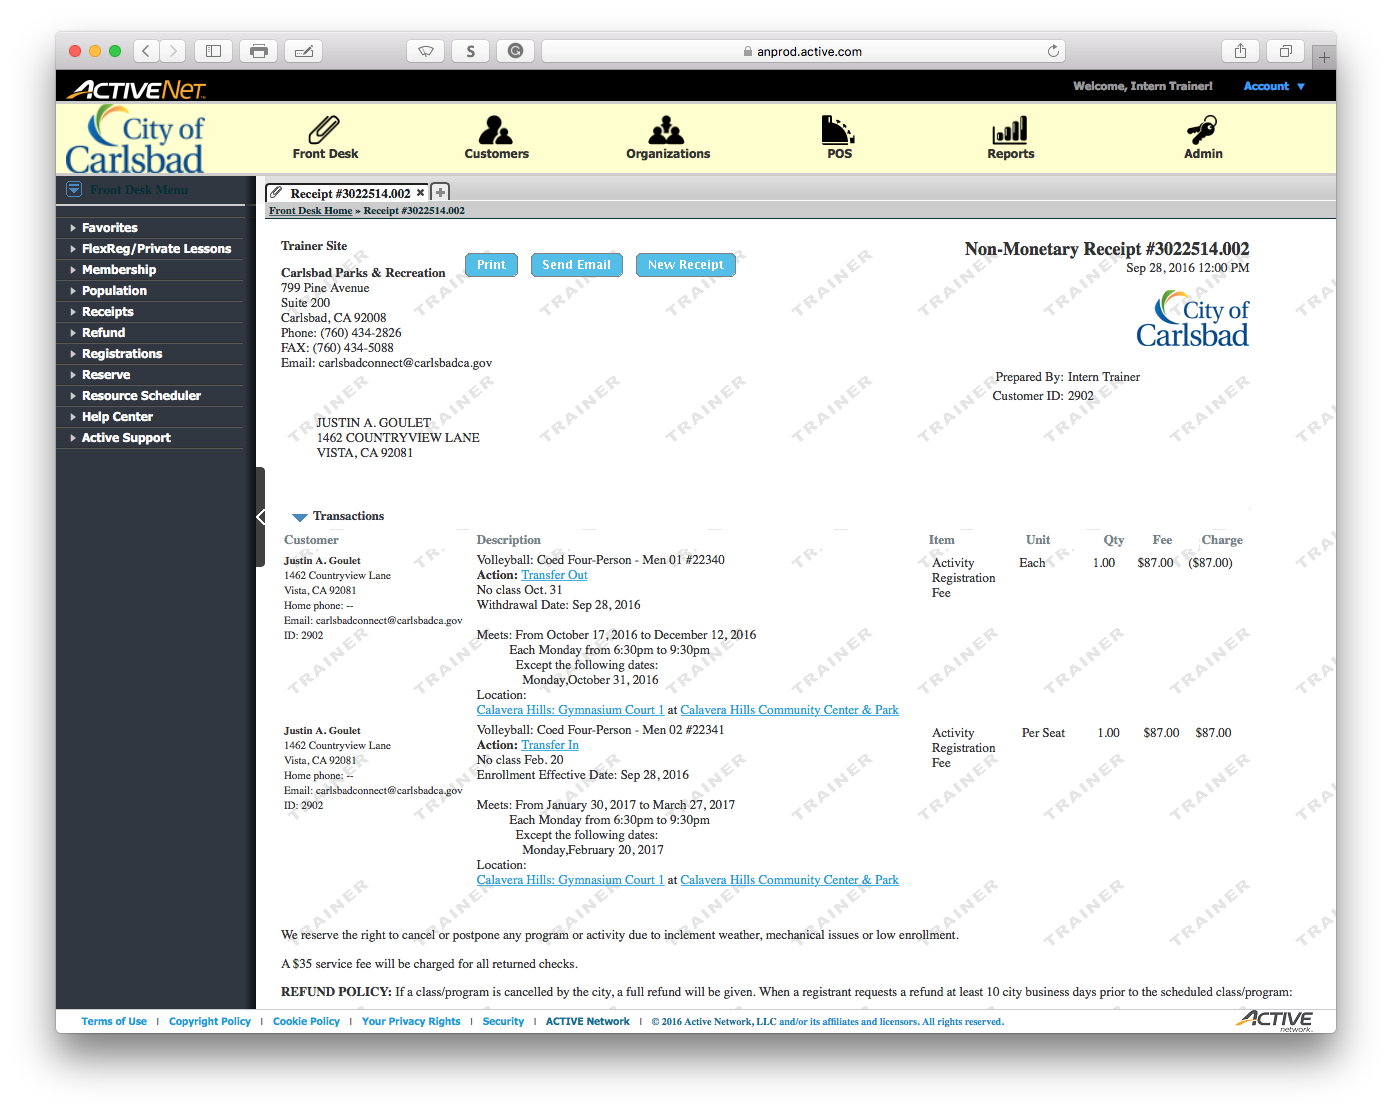 S
anprod.active.com
ACTIVENET
Welcome, Intern Trainer!
Account
City of
Carlsbad
Front Desk
Customers
Organizations
POS
Reports
Admin
Front Desk Menu
Favorites
FlexReg/Private Lessons
Membership
Population
Receipts
Refund
Registrations
Reserve
Resource Scheduler
Help Center
Active Support
Receipt #3022514.002
Front Desk Home » Receipt #3022514.002
Trainer Site
Carlsbad Parks & Recreation
799 Pine Avenue
Suite 200
Carlsbad, CA 92008
Phone: (760) 434-2826
FAX: (760) 434-5088
Email: carlsbadconnect@carlsbadca.gov
Print
Send Email
New Receipt
Non-Monetary Receipt #3022514.002
Sep 28, 2016 12:00 PM
City of
Carlsbad
Prepared By: Intern Trainer
Customer ID: 2902
JUSTIN A. GOULET
1462 COUNTRYVIEW LANE
VISTA, CA 92081
TRAINER
Transactions
Customer Description Item Unit Qty Fee Charge
Justin A. Goulet
1462 Countryview Lane
Vista, CA 92081
Home phone: --
Email: carlsbadconnect@carlsbadca.gov
ID: 2902
Volleyball: Coed Four-Person - Men 01 #22340
Action: Transfer Out
No class Oct. 31
Withdrawal Date: Sep 28, 2016
Meets: From October 17, 2016 to December 12, 2016
Each Monday from 6:30pm to 9:30pm
Except the following dates:
Monday,October 31, 2016
Location:
Calavera Hills: Gymnasium Court 1 at Calavera Hills Community Center & Park
Activity
Registration
Fee
Each 1.00 $87.00 ($87.00)
Justin A. Goulet
1462 Countryview Lane
Vista, CA 92081
Home phone: --
Email: carlsbadconnect@carlsbadca.gov
ID: 2902
Volleyball: Coed Four-Person - Men 02 #22341
Action: Transfer In
No class Feb. 20
Enrollment Effective Date: Sep 28, 2016
Meets: From January 30, 2017 to March 27, 2017
Each Monday from 6:30pm to 9:30pm
Except the following dates:
Monday,February 20, 2017
Location:
Calavera Hills: Gymnasium Court 1 at Calavera Hills Community Center & Park
Activity
Registration
Fee
Per Seat 1.00 $87.00 $87.00
We reserve the right to cancel or postpone any program or activity due to inclement weather, mechanical issues or low enrollment.
A $35 service fee will be charged for all returned checks.
REFUND POLICY: If a class/program is cancelled by the city, a full refund will be given. When a registrant requests a refund at least 10 city business days prior to the scheduled class/program:
Terms of Use | Copyright Policy | Cookie Policy | Your Privacy Rights | Security | ACTIVE Network | © 2016 Active Network, LLC and/or its affiliates and licensors. All rights reserved.
ACTIVE
network